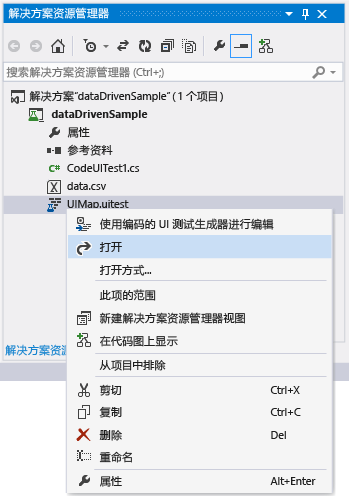 解决方案资源管理器
搜索解决方案资源管理器 (Ctrl+;)
解决方案"dataDrivenSample" (1 个项目)
dataDrivenSample
属性
参考资料
CodeUITest1.cs
data.csv
UIMap.uitest
使用编码的 UI 测试生成器进行编辑
打开
打开方式...
此项的范围
新建解决方案资源管理器视图
在代码图上显示
解决方案资源
从项目中排除
剪切 Ctrl+X
复制 Ctrl+C
删除 Del
重命名
属性 Alt+Enter